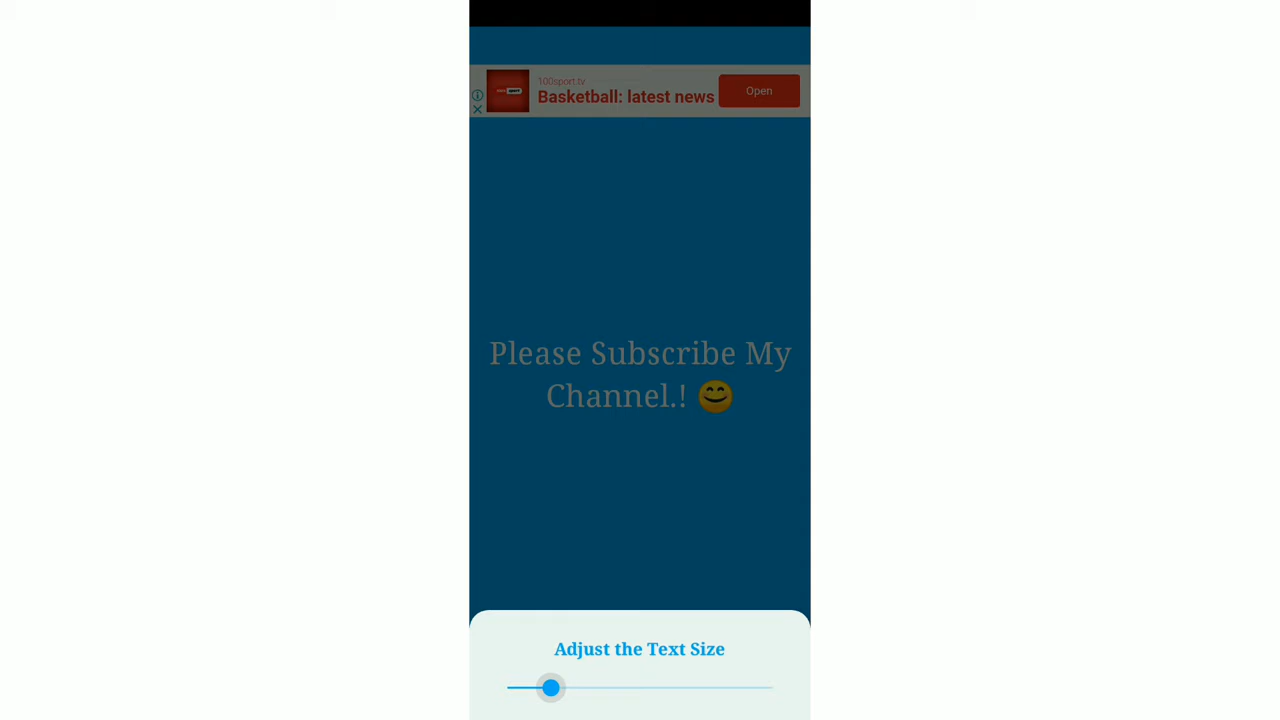 100sport.tv
Basketball: latest news
Open
Please Subscribe My
Channel.! 😊
Adjust the Text Size